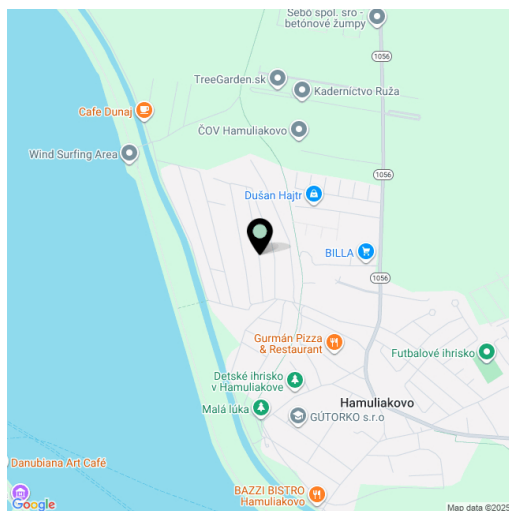 Sebo spol. sro -
betónové žumpy
1056
TreeGarden.sk
Kaderníctvo Ruža
Cafe Dunaj
ČOV Hamuliakovo
Wind Surfing Area
1056
Dušan Hajtr
BILLA
1056
Gurmán Pizza
& Restaurant
Futbalové ihrisko
Detské ihrisko
v Hamuliakove
Hamuliakovo
Malá lúka
GÚTORKO s.r.o
Danubiana Art Café
BAZZI BISTRO
Hamuliakovo
Google
Map data ©2025